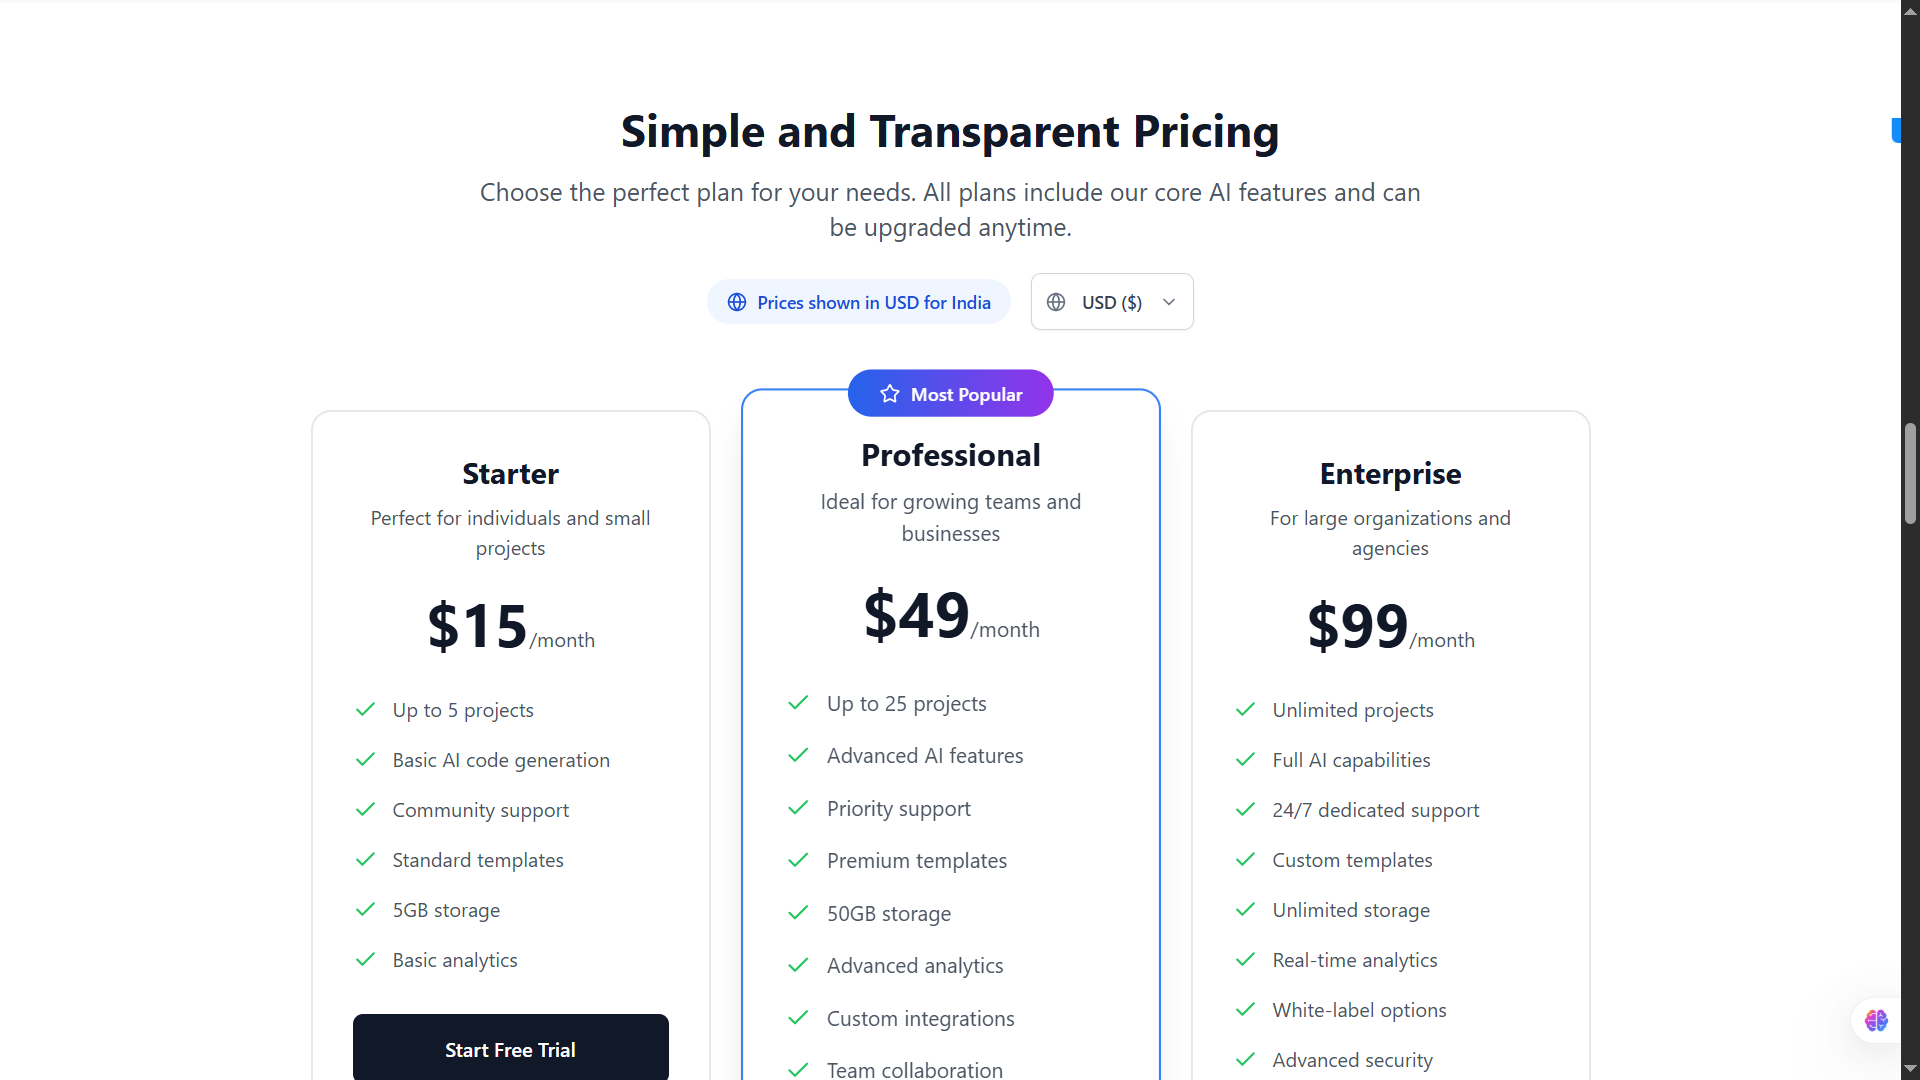 Simple and Transparent Pricing
Choose the perfect plan for your needs. All plans include our core AI features and can
be upgraded anytime.
Prices shown in USD for India
USD ($)
Starter
Perfect for individuals and small
projects
$15/month
Up to 5 projects
Basic AI code generation
Community support
Standard templates
5GB storage
Basic analytics
Start Free Trial
Most Popular
Professional
Ideal for growing teams and
businesses
$49/month
Up to 25 projects
Advanced AI features
Priority support
Premium templates
50GB storage
Advanced analytics
Custom integrations
Team collaboration
Enterprise
For large organizations and
agencies
$99/month
Unlimited projects
Full AI capabilities
24/7 dedicated support
Custom templates
Unlimited storage
Real-time analytics
White-label options
Advanced security